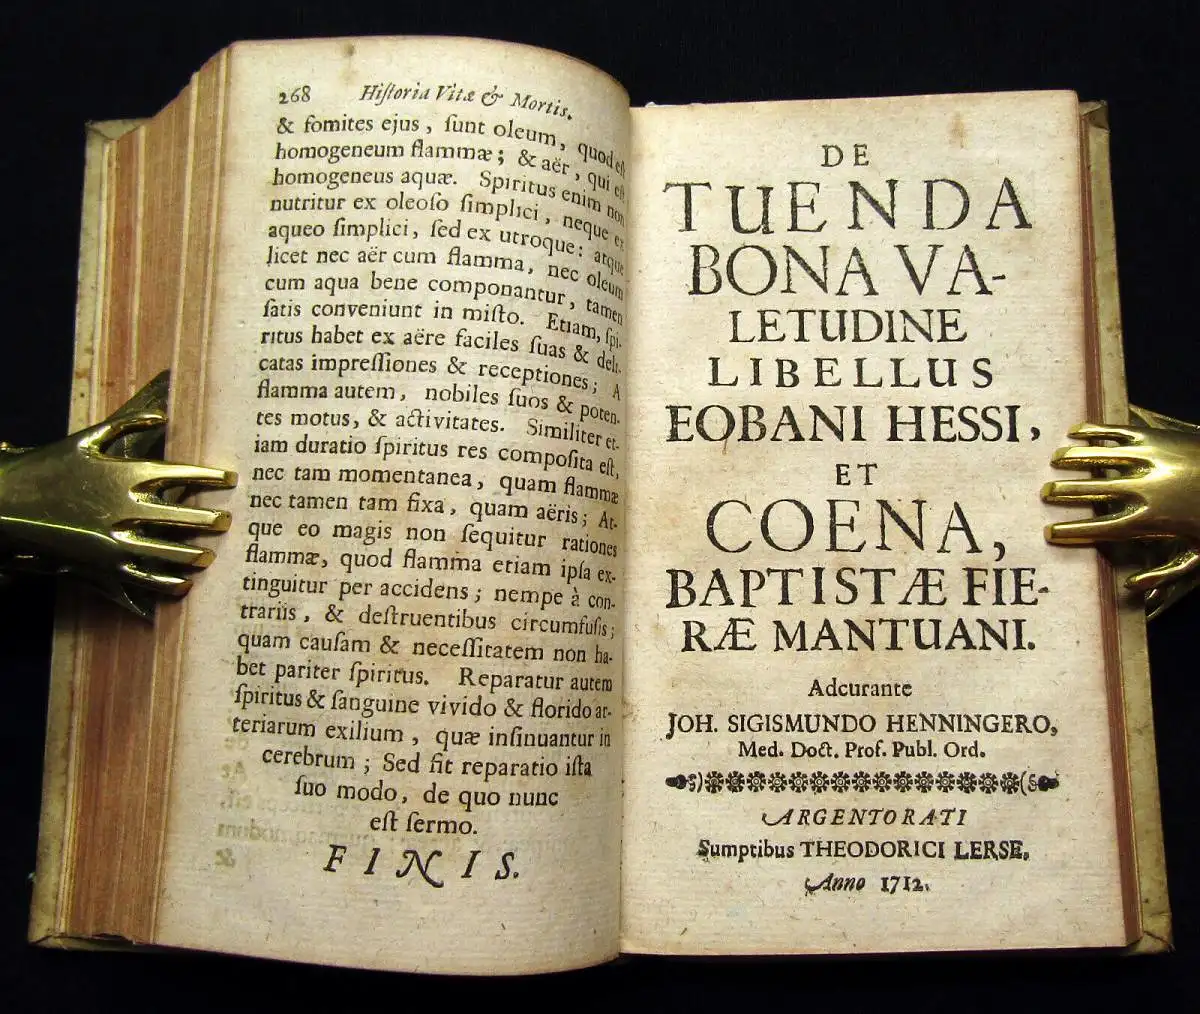 268 Hiſtoria Vitæ & Mortis.
& fomites ejus, ſunt oleum, quod eſt
homogeneum flammæ; & aër, qui eſt
homogeneus aquæ. Spiritus enim non
nutritur ex oleoſo ſimplici, neque ex
aqueo ſimplici, ſed ex utroque: atque
licet nec aër cum flamma, nec oleum
cum aqua bene componantur, tamen
ſatis conveniunt in miſto. Etiam, ſpi-
ritus habet ex aëre faciles ſuas & deli-
catas impreſſiones & receptiones; A
flamma autem, nobiles ſuos & poten-
tes motus, & activitates. Similiter et-
iam duratio ſpiritus res compoſita eſt,
nec tam momentanea, quam flammæ
nec tamen tam fixa, quam aëris; At-
que eo magis non ſequitur rationes
flammæ, quod flamma etiam ipſa ex-
tinguitur per accidens; nempe à con-
trariis, & deſtruentibus circumfuſis;
quam cauſam & neceſſitatem non ha-
bet pariter ſpiritus. Reparatur autem
ſpiritus & ſanguine vivido & florido ar-
teriarum exilium, quæ inſinuantur in
cerebrum; Sed fit reparatio iſta
ſuo modo, de quo nunc
eſt ſermo.
FINIS.
DE
TUENDA
BONA VA-
LETUDINE
LIBELLUS
EOBANI HESSI,
ET
COENA,
BAPTISTÆ FIE-
RÆ MANTUANI.
Adcurante
JOH. SIGISMUNDO HENNINGERO,
Med. Doct. Prof. Publ. Ord.
ARGENTORATI
Sumptibus THEODORICI LERSE,
Anno 1712.